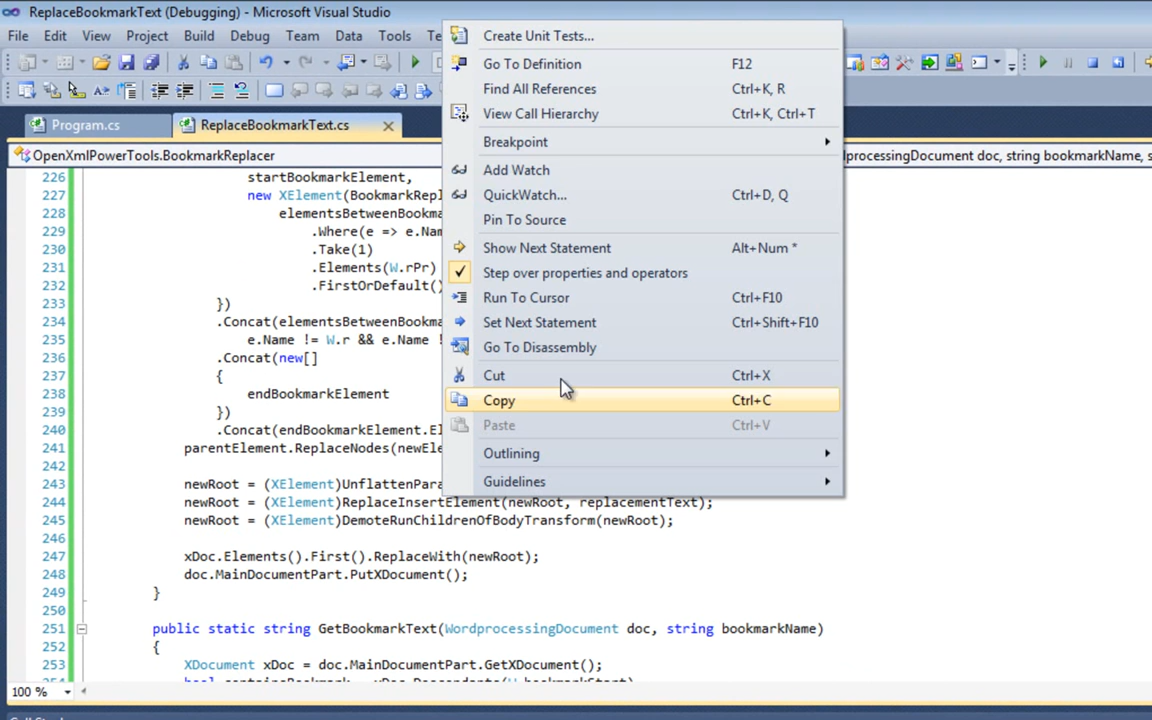 ReplaceBookmarkText (Debugging) - Microsoft Visual Studio
File Edit View Project Build Debug Team Data Tools Te
Program.cs ReplaceBookmarkText.cs
OpenXmlPowerTools.BookmarkReplacer
doc, string bookmarkName, s
Create Unit Tests...
Go To Definition F12
Find All References Ctrl+K, R
View Call Hierarchy Ctrl+K, Ctrl+T
Breakpoint
Add Watch
QuickWatch... Ctrl+D, Q
Pin To Source
Show Next Statement Alt+Num *
Step over properties and operators
Run To Cursor Ctrl+F10
Set Next Statement Ctrl+Shift+F10
Go To Disassembly
Cut Ctrl+X
Copy Ctrl+C
Paste Ctrl+V
Outlining
Guidelines
226 startBookmarkElement,
227 new XElement(BookmarkRepl
228 elementsBetweenBookma
229 .Where(e => e.Nam
230 .Take(1)
231 .Elements(W.rPr)
232 .FirstOrDefault()
233 })
234 .Concat(elementsBetweenBookma
235 e.Name != W.r && e.Name !
236 .Concat(new[]
237 {
238 endBookmarkElement
239 })
240 .Concat(endBookmarkElement.El
241 parentElement.ReplaceNodes(newEle
242
243 newRoot = (XElement)UnflattenPara
244 newRoot = (XElement)ReplaceInsertElement(newRoot, replacementText);
245 newRoot = (XElement)DemoteRunChildrenOfBodyTransform(newRoot);
246
247 xDoc.Elements().First().ReplaceWith(newRoot);
248 doc.MainDocumentPart.PutXDocument();
249 }
250
251 public static string GetBookmarkText(WordprocessingDocument doc, string bookmarkName)
252 {
253 XDocument xDoc = doc.MainDocumentPart.GetXDocument();
100 %